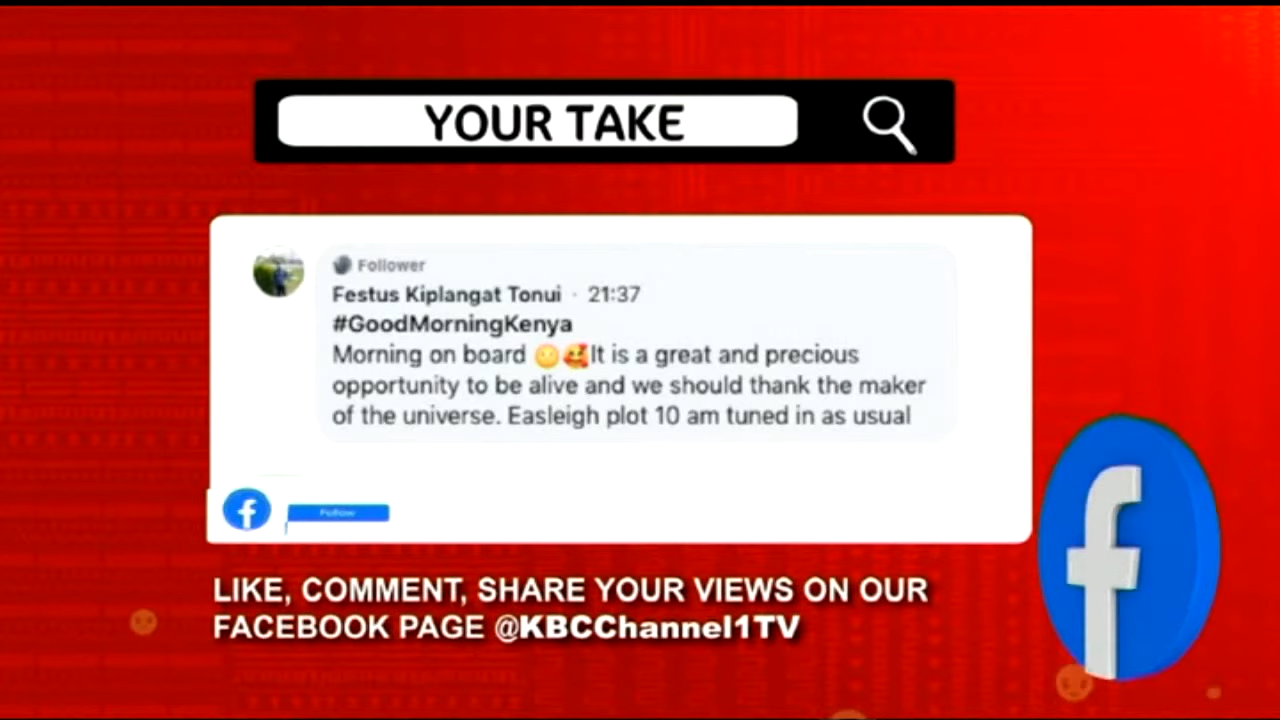 YOUR TAKE
Follower
Festus Kiplangat Tonui · 21:37
#GoodMorningKenya
Morning on board 😳🥰It is a great and precious
opportunity to be alive and we should thank the maker
of the universe. Easleigh plot 10 am tuned in as usual
Follow
LIKE, COMMENT, SHARE YOUR VIEWS ON OUR
FACEBOOK PAGE @KBCChannel1TV